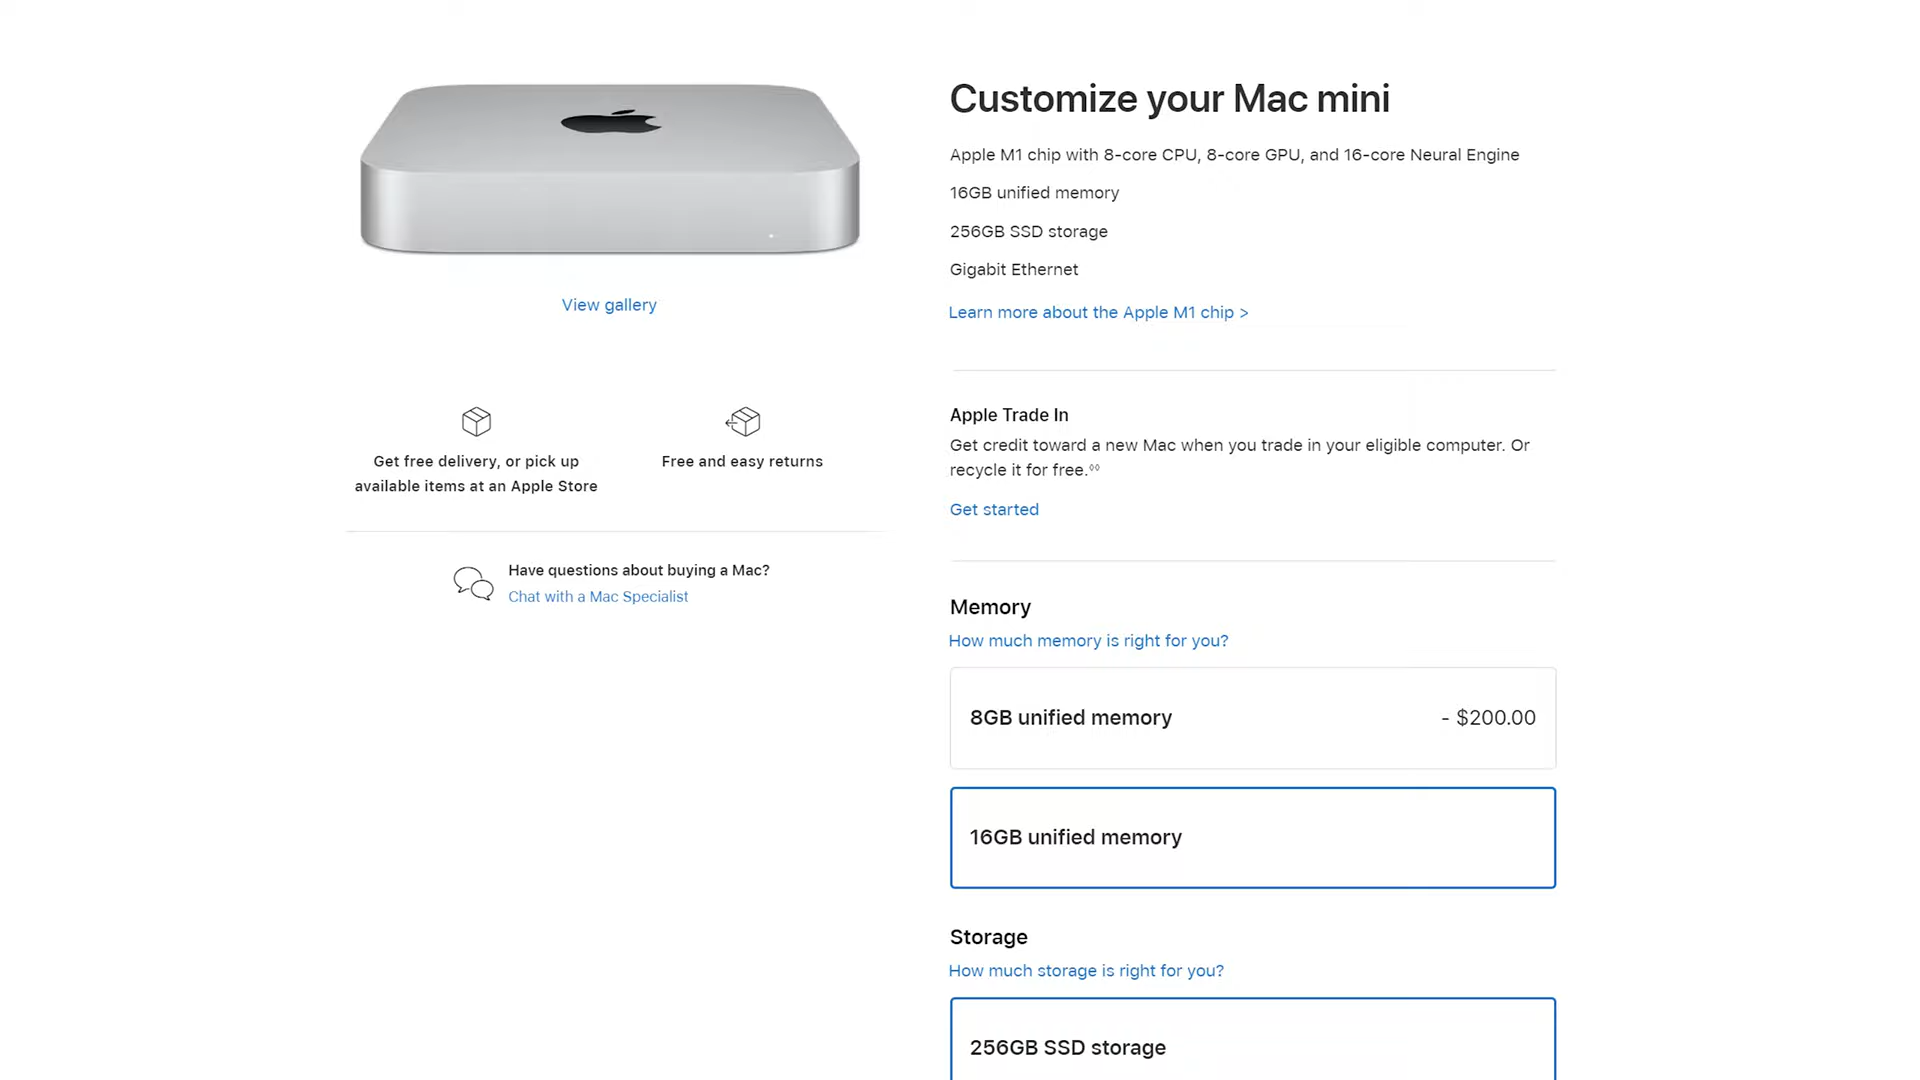 Customize your Mac mini
Apple M1 chip with 8-core CPU, 8-core GPU, and 16-core Neural Engine
16GB unified memory
256GB SSD storage
Gigabit Ethernet
Learn more about the Apple M1 chip >
View gallery
Get free delivery, or pick up
available items at an Apple Store
Free and easy returns
Have questions about buying a Mac?
Chat with a Mac Specialist
Apple Trade In
Get credit toward a new Mac when you trade in your eligible computer. Or
recycle it for free.◊◊
Get started
Memory
How much memory is right for you?
8GB unified memory - $200.00
16GB unified memory
Storage
How much storage is right for you?
256GB SSD storage